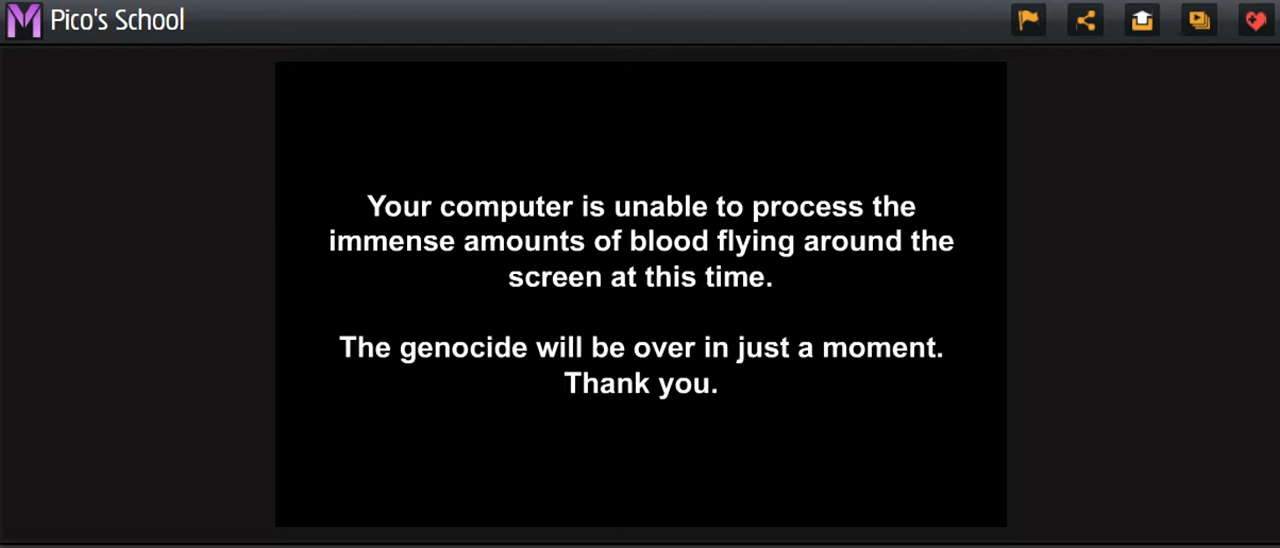 Pico's School
Your computer is unable to process the
immense amounts of blood flying around the
screen at this time.
The genocide will be over in just a moment.
Thank you.